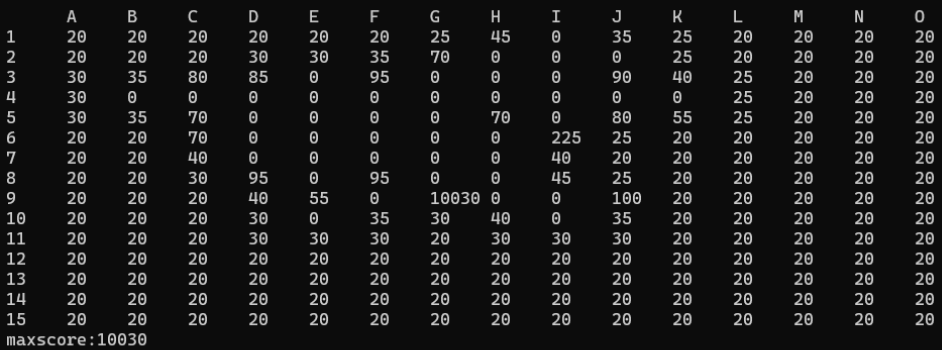 A B C D E F G H I J K L M N O
1 20 20 20 20 20 20 25 45 0 35 25 20 20 20 20
2 20 20 20 30 30 35 70 0 0 0 25 20 20 20 20
3 30 35 80 85 0 95 0 0 0 90 40 25 20 20 20
4 30 0 0 0 0 0 0 0 0 0 0 25 20 20 20
5 30 35 70 0 0 0 0 70 0 80 55 25 20 20 20
6 20 20 70 0 0 0 0 0 225 25 20 20 20 20 20
7 20 20 40 0 0 0 0 0 40 20 20 20 20 20 20
8 20 20 30 95 0 95 0 0 45 25 20 20 20 20 20
9 20 20 20 40 55 0 10030 0 0 100 20 20 20 20 20
10 20 20 20 30 0 35 30 40 0 35 20 20 20 20 20
11 20 20 20 30 30 30 20 30 30 30 20 20 20 20 20
12 20 20 20 20 20 20 20 20 20 20 20 20 20 20 20
13 20 20 20 20 20 20 20 20 20 20 20 20 20 20 20
14 20 20 20 20 20 20 20 20 20 20 20 20 20 20 20
15 20 20 20 20 20 20 20 20 20 20 20 20 20 20 20
maxscore:10030